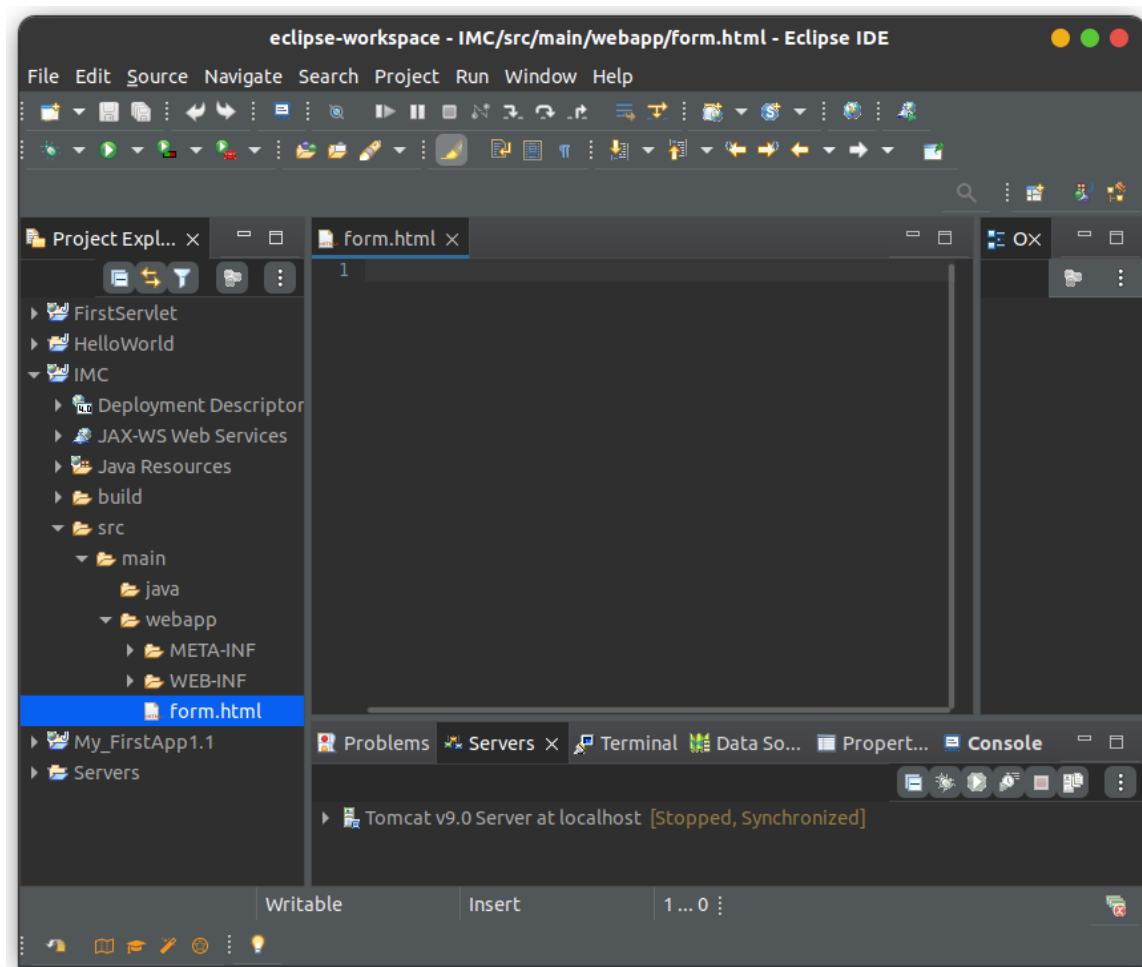 eclipse-workspace - IMC/src/main/webapp/form.html - Eclipse IDE
File Edit Source Navigate Search Project Run Window Help
Project Expl...
form.html
O
1
FirstServlet
HelloWorld
IMC
Deployment Descriptor
JAX-WS Web Services
Java Resources
build
src
main
java
webapp
META-INF
WEB-INF
form.html
My_FirstApp1.1
Servers
Problems Servers Terminal Data So... Propert... Console
Tomcat v9.0 Server at localhost [Stopped, Synchronized]
Writable Insert 1 ... 0